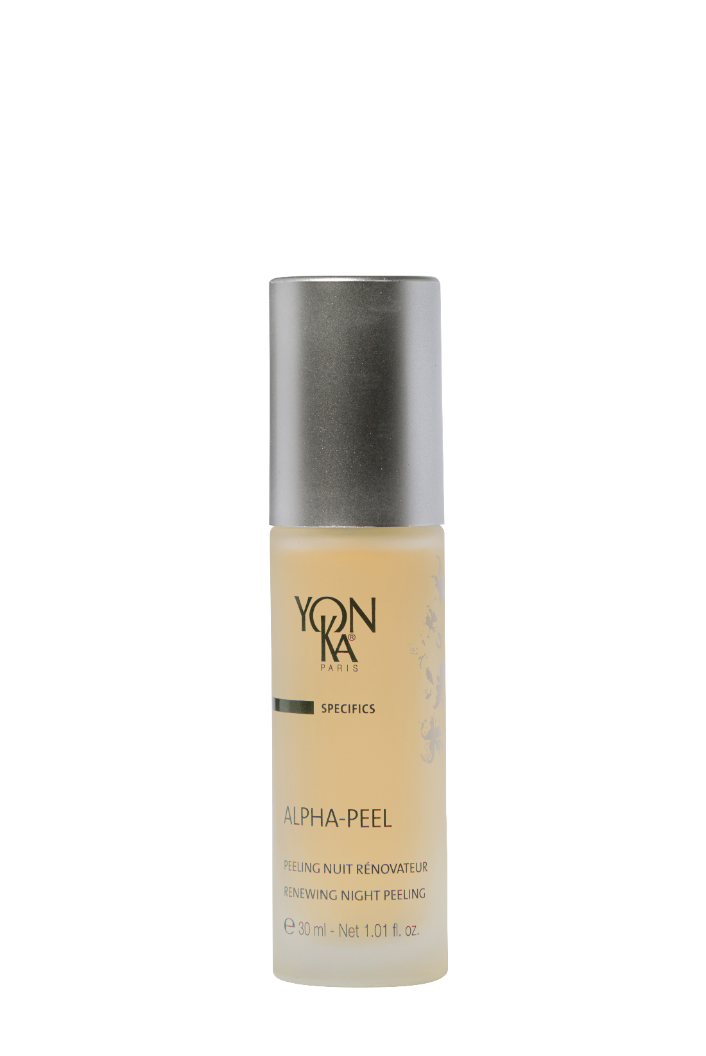 YON
KA®
PARIS
SPECIFICS
ALPHA-PEEL
PEELING NUIT RÉNOVATEUR
RENEWING NIGHT PEELING
℮ 30 ml - Net 1.01 fl. oz.